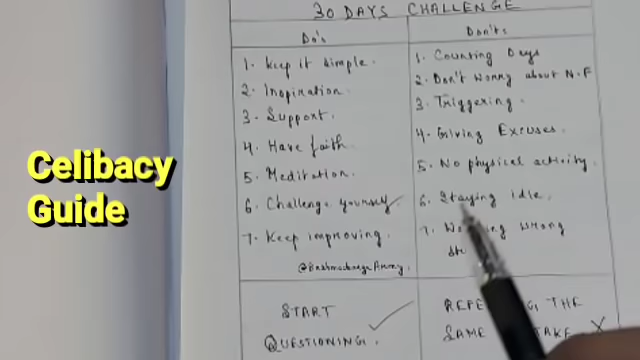 30 DAYS CHALLENGE
Do's
Don'ts
1. Keep it simple.
2. Inspiration.
3. Support.
4. Have faith.
5. Meditation.
6. Challenge yourself
7. Keep improving.
1. Counting Days
2. Don't worry about N.F
3. Triggering.
4. Giving Excuses.
5. No physical activity.
6. Staying idle.
7. wrong
START
QUESTIONING.
THE
SAME
Celibacy
Guide